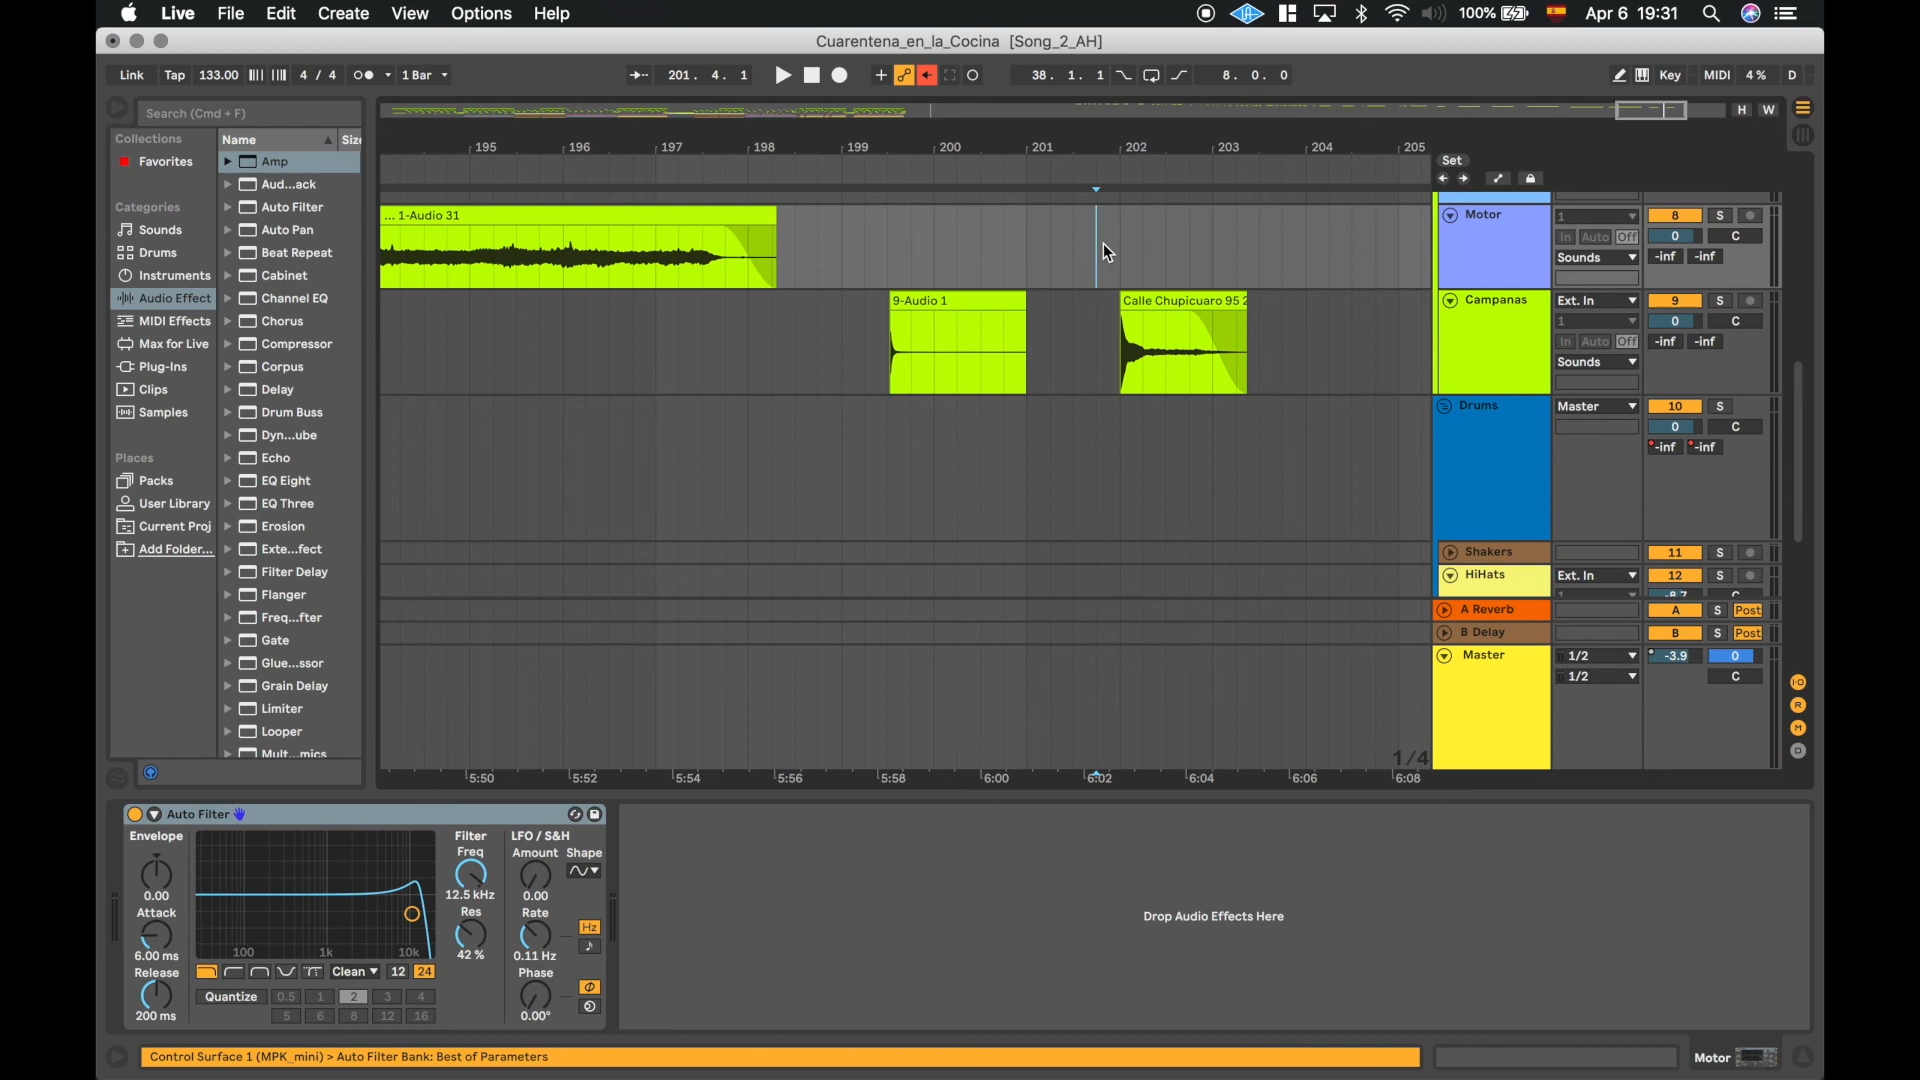 Live File Edit Create View Options Help 100% Apr 6 19:31
Cuarentena_en_la_Cocina [Song_2_AH]
Link Tap 133.00 4 / 4 1 Bar 201. 4. 1 38. 1. 1 8. 0. 0 Key MIDI 4% D
Search (Cmd + F) H W
Collections
Favorites
Categories
Sounds
Drums
Instruments
Audio Effect
MIDI Effects
Max for Live
Plug-Ins
Clips
Samples
Places
Packs
User Library
Current Proj
Add Folder...
Name Size
Amp
Aud...ack
Auto Filter
Auto Pan
Beat Repeat
Cabinet
Channel EQ
Chorus
Compressor
Corpus
Delay
Drum Buss
Dyn...ube
Echo
EQ Eight
EQ Three
Erosion
Exte...fect
Filter Delay
Flanger
Freq...fter
Gate
Glue...ssor
Grain Delay
Limiter
Looper
Mult...mics
195 196 197 198 199 200 201 202 203 204 205
Set
... 1-Audio 31
9-Audio 1
Calle Chupicuaro 95 2
1/4
5:50 5:52 5:54 5:56 5:58 6:00 6:02 6:04 6:06 6:08
Motor 1 8 S
In Auto Off 0 C
Sounds -inf -inf
Campanas Ext. In 9 S
1 0 C
In Auto Off -inf -inf
Sounds
Drums Master 10 S
0 C
-inf -inf
Shakers 11 S
HiHats Ext. In 12 S
1 -8.7 C
A Reverb A S Post
B Delay B S Post
Master 1/2 -3.9 0
1/2 C
I·O
R
M
D
Auto Filter
Envelope
0.00
Attack
6.00 ms
Release
200 ms
100 1k 10k
Clean 12 24
Quantize 0.5 1 2 3 4
5 6 8 12 16
Filter
Freq
12.5 kHz
Res
42 %
LFO / S&H
Amount Shape
0.00
Rate
Hz
0.11 Hz
Phase
0.00°
Drop Audio Effects Here
Control Surface 1 (MPK_mini) > Auto Filter Bank: Best of Parameters
Motor